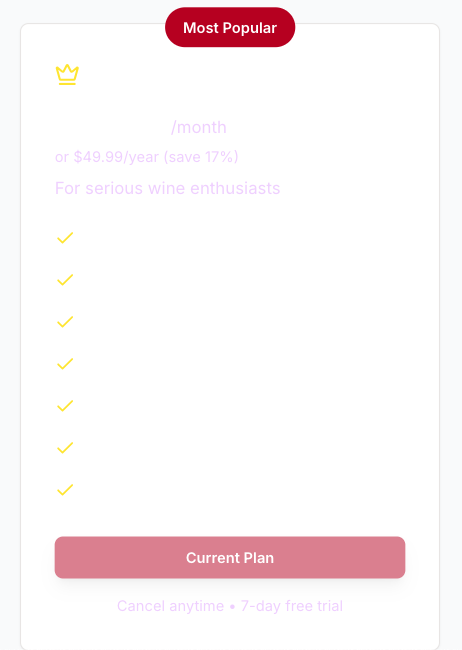 Most Popular
/month
or $49.99/year (save 17%)
For serious wine enthusiasts
Current Plan
Cancel anytime • 7-day free trial